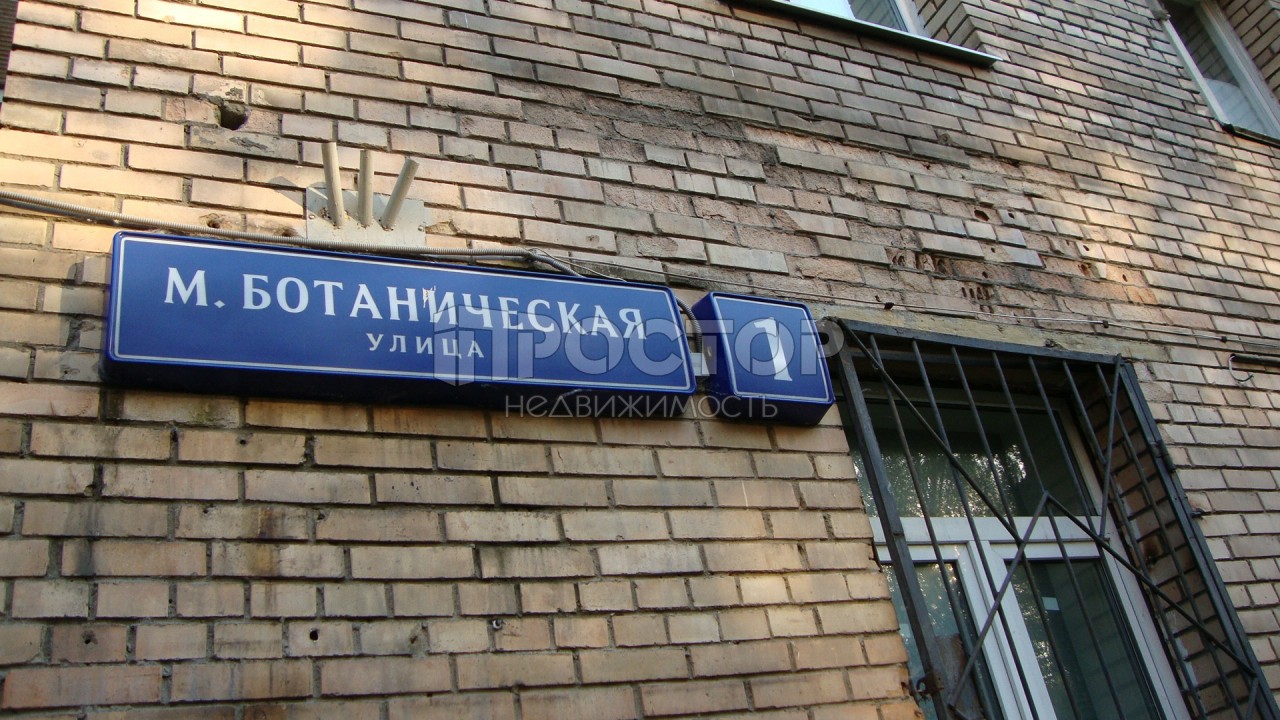 М. БОТАНИЧЕСКАЯ
УЛИЦА
1
ПРОСТОР
НЕДВИЖИМОСТЬ